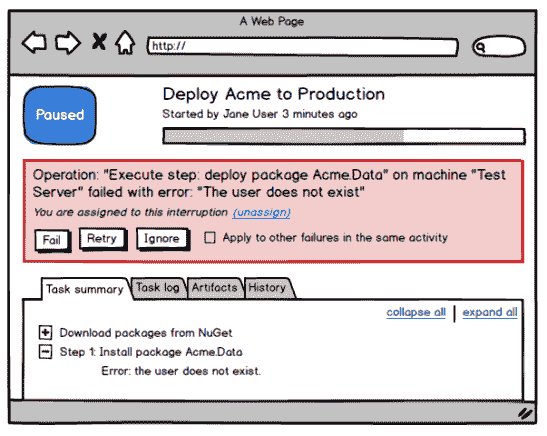 A Web Page
http://
Deploy Acme to Production
Paused
Started by Jane User 3 minutes ago
Operation: "Execute step: deploy package Acme.Data" on machine "Test
Server" failed with error: "The user does not exist"
You are assigned to this interruption (unassign)
Fail Retry Ignore Apply to other failures in the same activity
Task summary Task log Artifacts History
collapse all | expand all
Download packages from NuGet
Step 1: Install package Acme.Data
Error: the user does not exist.